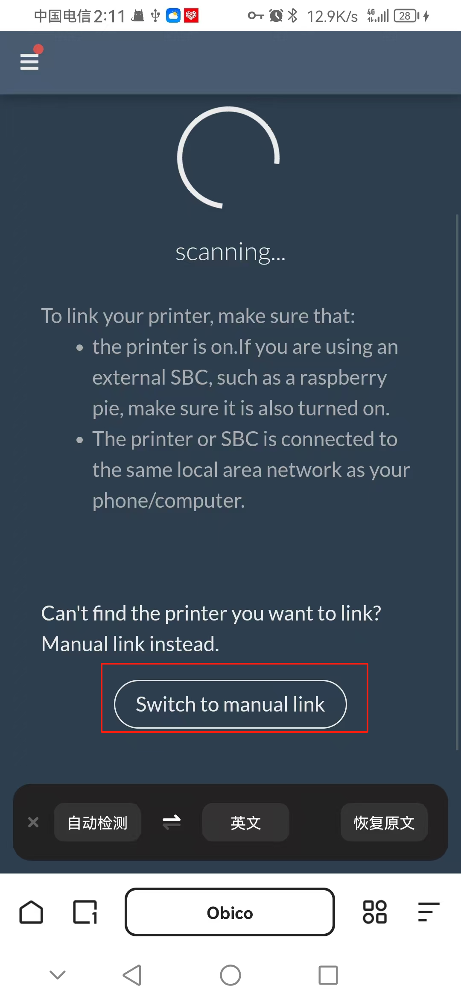 中国电信 2:11 12.9K/s 4G 28
scanning...
To link your printer, make sure that:
• the printer is on.If you are using an
external SBC, such as a raspberry
pie, make sure it is also turned on.
• The printer or SBC is connected to
the same local area network as your
phone/computer.
Can't find the printer you want to link?
Manual link instead.
Switch to manual link
自动检测 英文 恢复原文
1 Obico